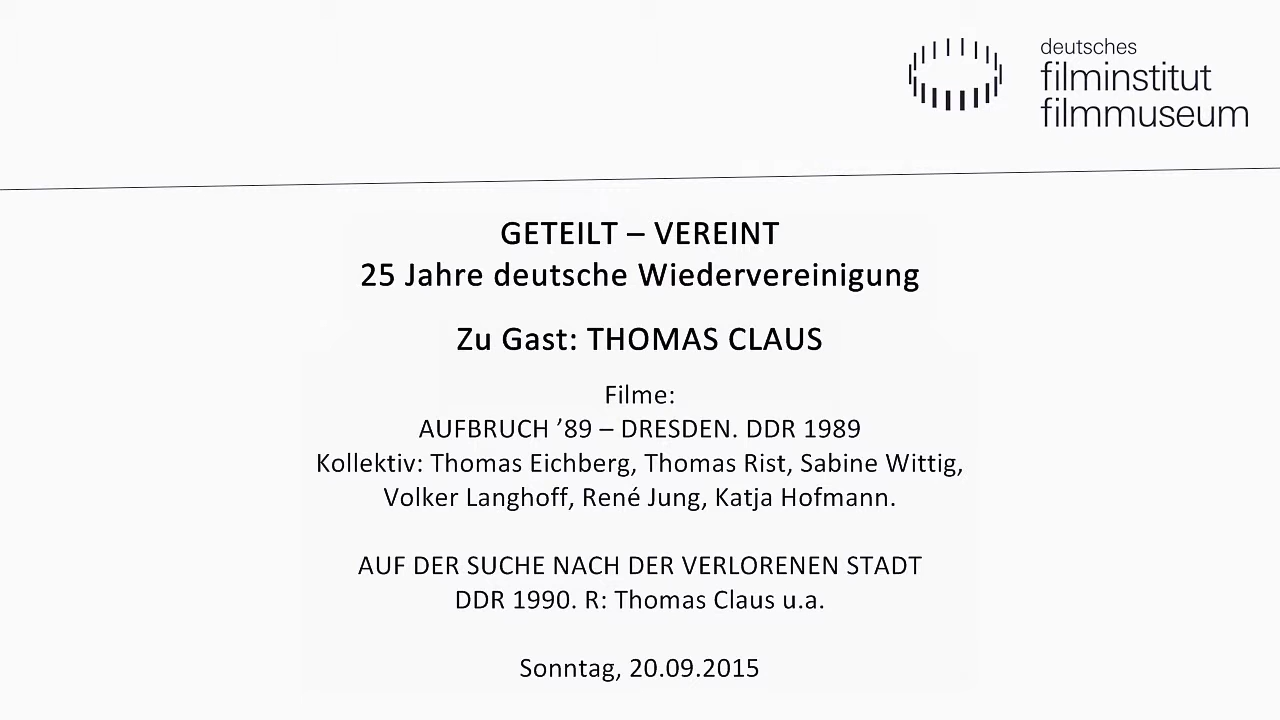 deutsches
filminstitut
filmmuseum
GETEILT – VEREINT
25 Jahre deutsche Wiedervereinigung
Zu Gast: THOMAS CLAUS
Filme:
AUFBRUCH ’89 – DRESDEN. DDR 1989
Kollektiv: Thomas Eichberg, Thomas Rist, Sabine Wittig,
Volker Langhoff, René Jung, Katja Hofmann.
AUF DER SUCHE NACH DER VERLORENEN STADT
DDR 1990. R: Thomas Claus u.a.
Sonntag, 20.09.2015